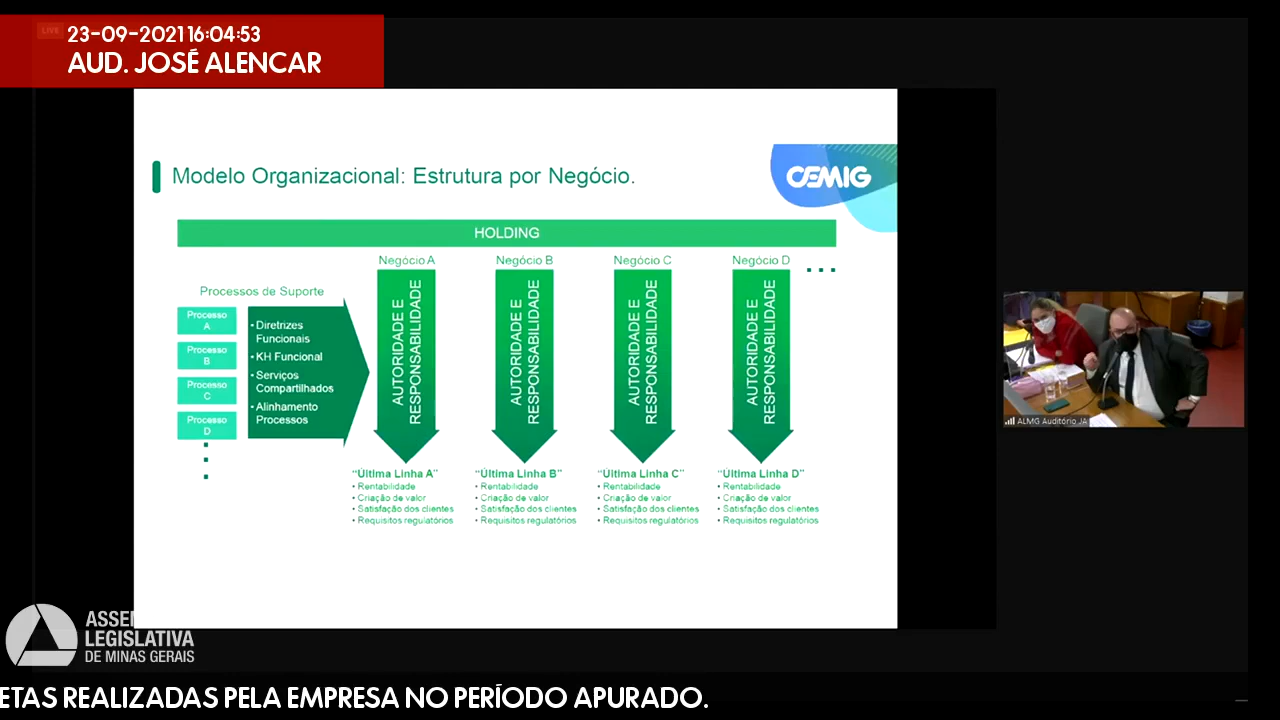 LIVE
23-09-2021 16:04:53
AUD. JOSÉ ALENCAR
Modelo Organizacional: Estrutura por Negócio.
CEMIG
HOLDING
Negócio A
Negócio B
Negócio C
Negócio D
...
Processos de Suporte
Processo
A
Processo
B
Processo
C
Processo
D
• Diretrizes
Funcionais
• KH Funcional
• Serviços
Compartilhados
• Alinhamento
Processos
AUTORIDADE E
RESPONSABILIDADE
AUTORIDADE E
RESPONSABILIDADE
AUTORIDADE E
RESPONSABILIDADE
AUTORIDADE E
RESPONSABILIDADE
“Última Linha A”
• Rentabilidade
• Criação de valor
• Satisfação dos clientes
• Requisitos regulatórios
“Última Linha B”
• Rentabilidade
• Criação de valor
• Satisfação dos clientes
• Requisitos regulatórios
“Última Linha C”
• Rentabilidade
• Criação de valor
• Satisfação dos clientes
• Requisitos regulatórios
“Última Linha D”
• Rentabilidade
• Criação de valor
• Satisfação dos clientes
• Requisitos regulatórios
ALMG Auditório JA
ASSE
LEGISLATIVA
DE MINAS GERAIS
ETAS REALIZADAS PELA EMPRESA NO PERÍODO APURADO.